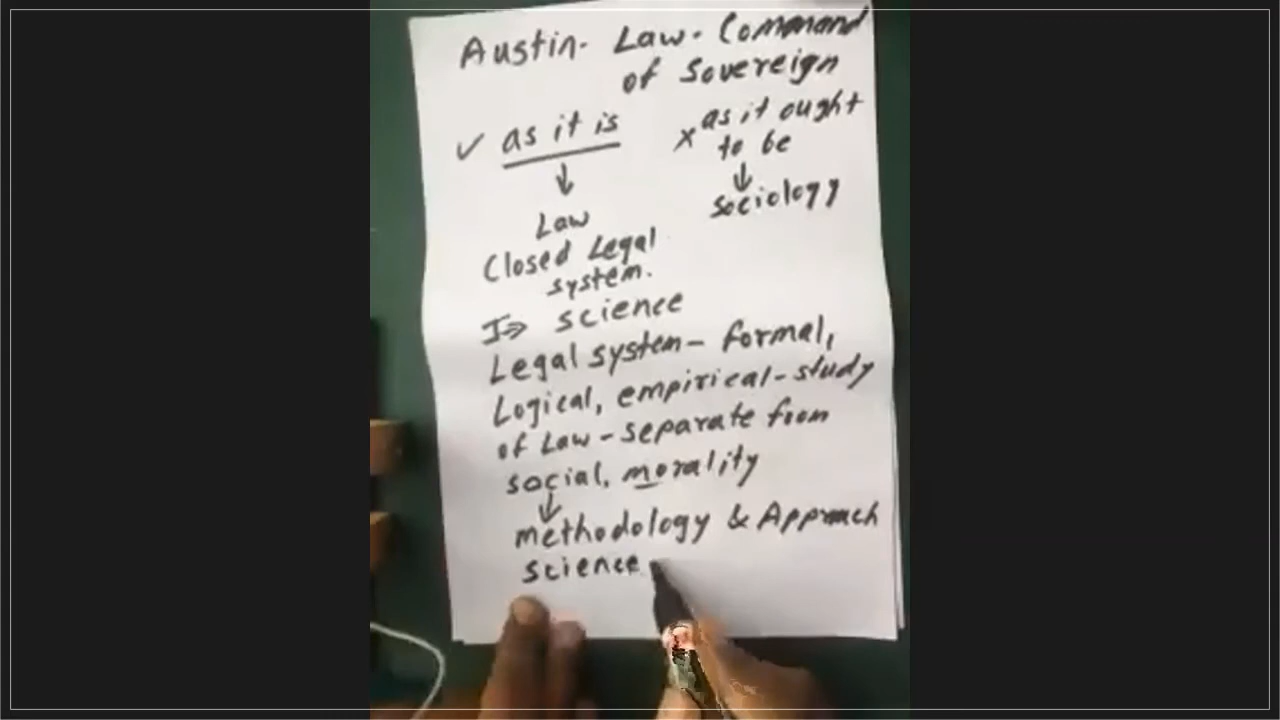 Austin- Law- Command
of Sovereign
✓ as it is
x as it ought
to be
↓
↓
sociology
Law
Closed Legal
system.
I⇒ science
Legal system- formal,
Logical, empirical-study
of Law-separate from
social, morality
↓
methodology & Approach
science